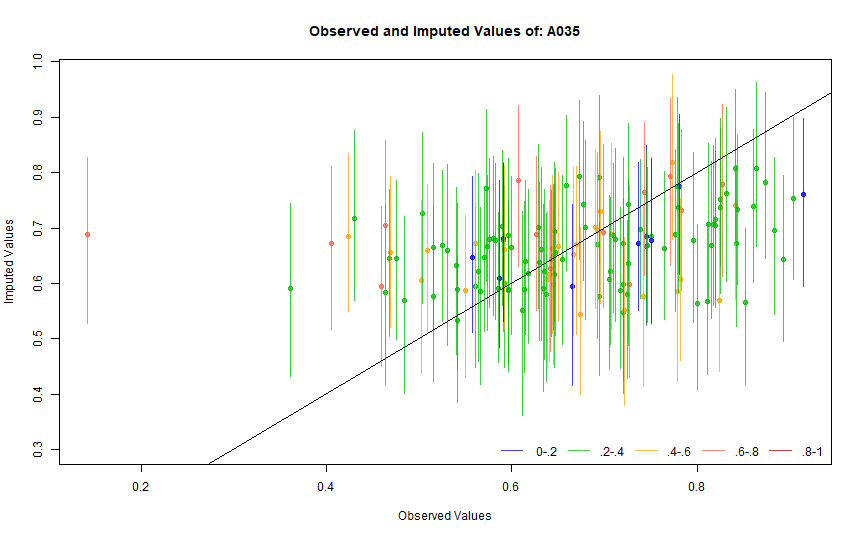 Observed and Imputed Values of: A035
Imputed Values
1.0
0.9
0.8
0.7
0.6
0.5
0.4
0.3
0-.2 .2-.4 .4-.6 .6-.8 .8-1
0.2 0.4 0.6 0.8
Observed Values